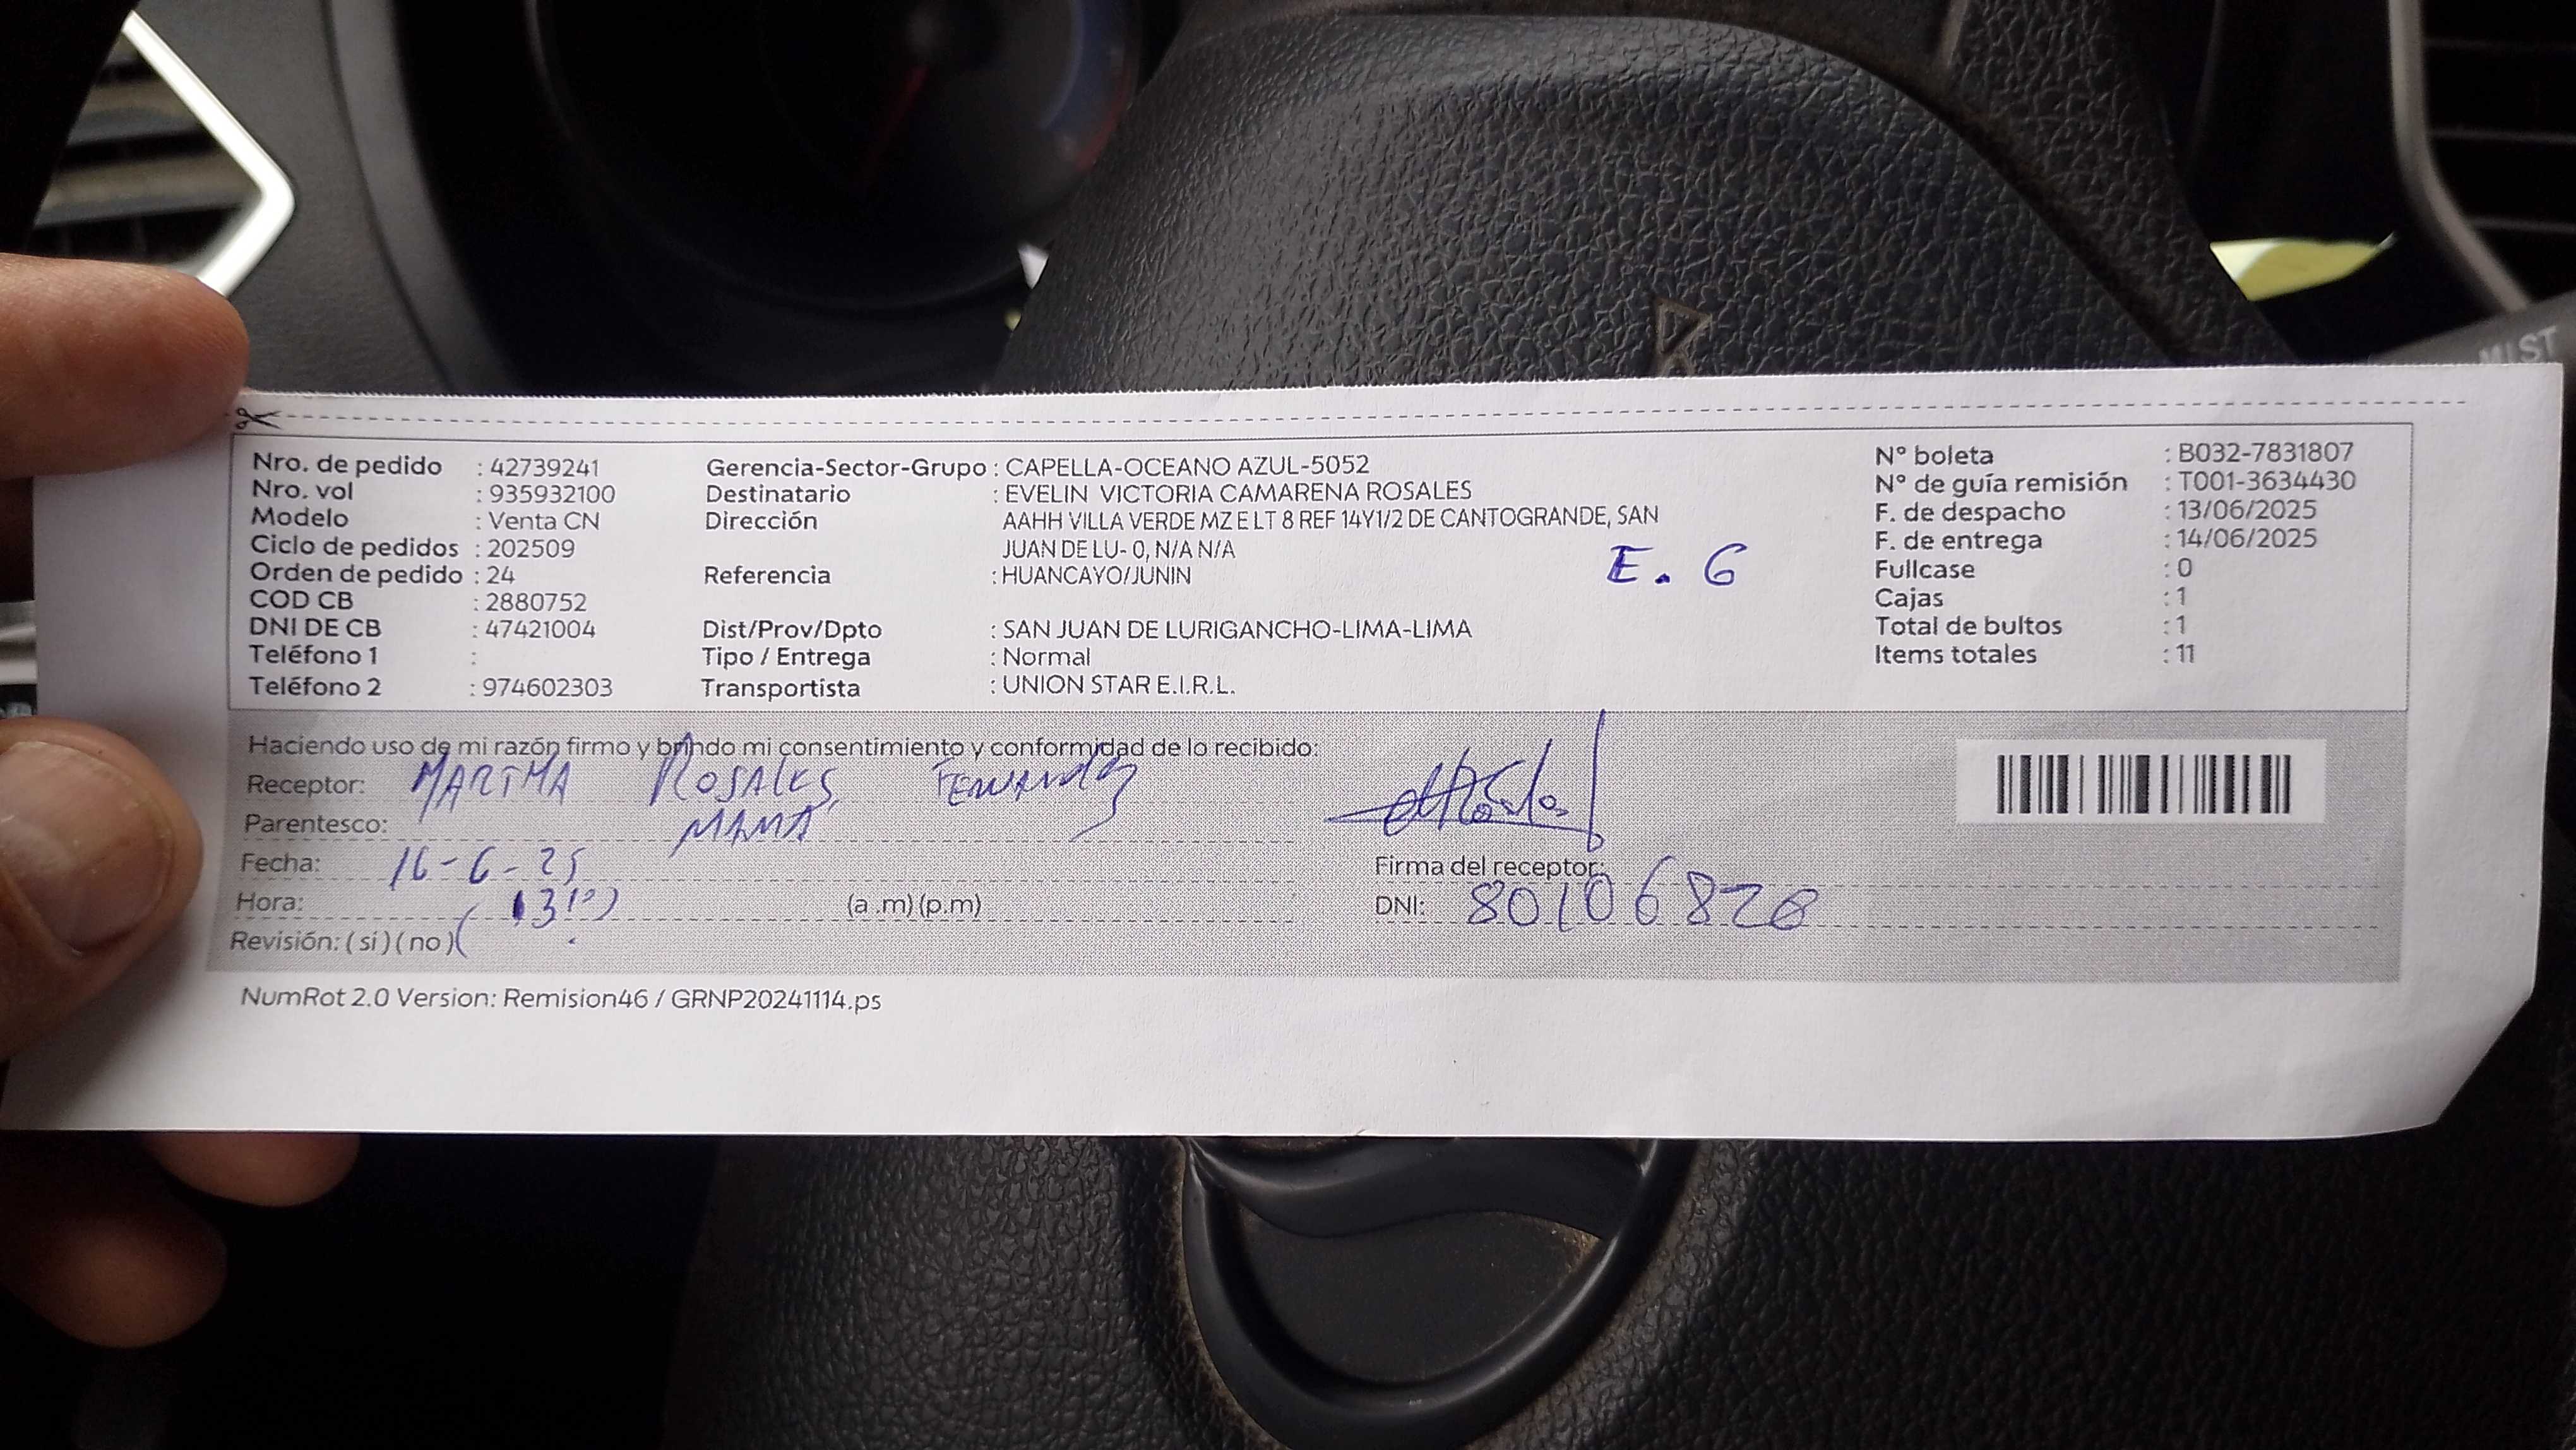 MIST
Nro. de pedido : 42739241
Nro. vol : 935932100
Modelo : Venta CN
Ciclo de pedidos : 202509
Orden de pedido : 24
COD CB : 2880752
DNI DE CB : 47421004
Teléfono 1 :
Teléfono 2 : 974602303
Gerencia-Sector-Grupo : CAPELLA-OCEANO AZUL-5052
Destinatario : EVELIN VICTORIA CAMARENA ROSALES
Dirección AAHH VILLA VERDE MZ E LT 8 REF 14Y1/2 DE CANTOGRANDE, SAN
JUAN DE LU- 0, N/A N/A
Referencia : HUANCAYO/JUNIN
Dist/Prov/Dpto : SAN JUAN DE LURIGANCHO-LIMA-LIMA
Tipo / Entrega : Normal
Transportista : UNION STAR E.I.R.L.
E. G
N° boleta : B032-7831807
N° de guía remisión : T001-3634430
F. de despacho : 13/06/2025
F. de entrega : 14/06/2025
Fullcase : 0
Cajas : 1
Total de bultos : 1
Items totales : 11
Haciendo uso de mi razón firmo y brindo mi consentimiento y conformidad de lo recibido:
Receptor: MARTHA ROSALES
Parentesco: MAMA
Fecha: 16-6-25
Hora: (a .m) (p.m)
Revisión: ( si ) ( no )
Firma del receptor:
DNI:
NumRot 2.0 Version: Remision46 / GRNP20241114.ps